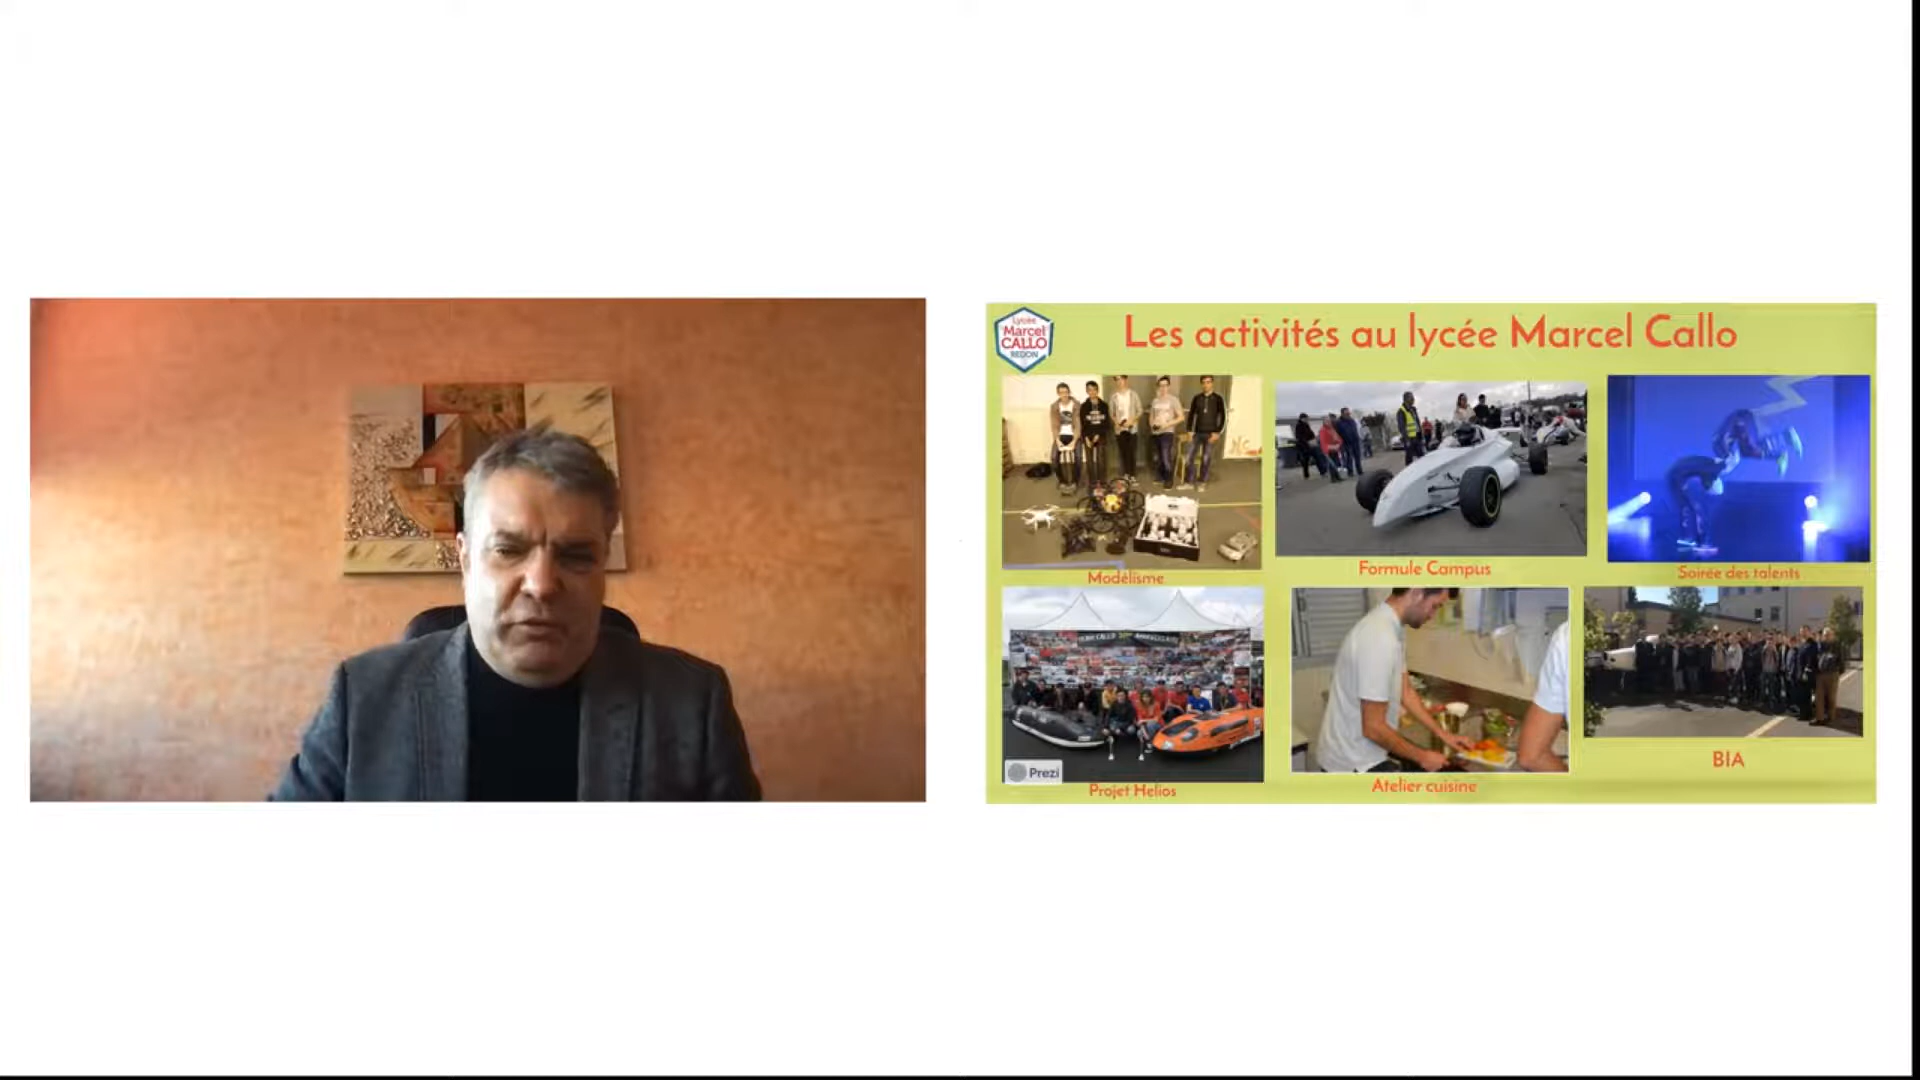 Lycée
Marcel
CALLO
REDON
Les activités au lycée Marcel Callo
Modélisme
Formule Campus
Soirée des talents
Prezi
Projet Helios
Atelier cuisine
BIA